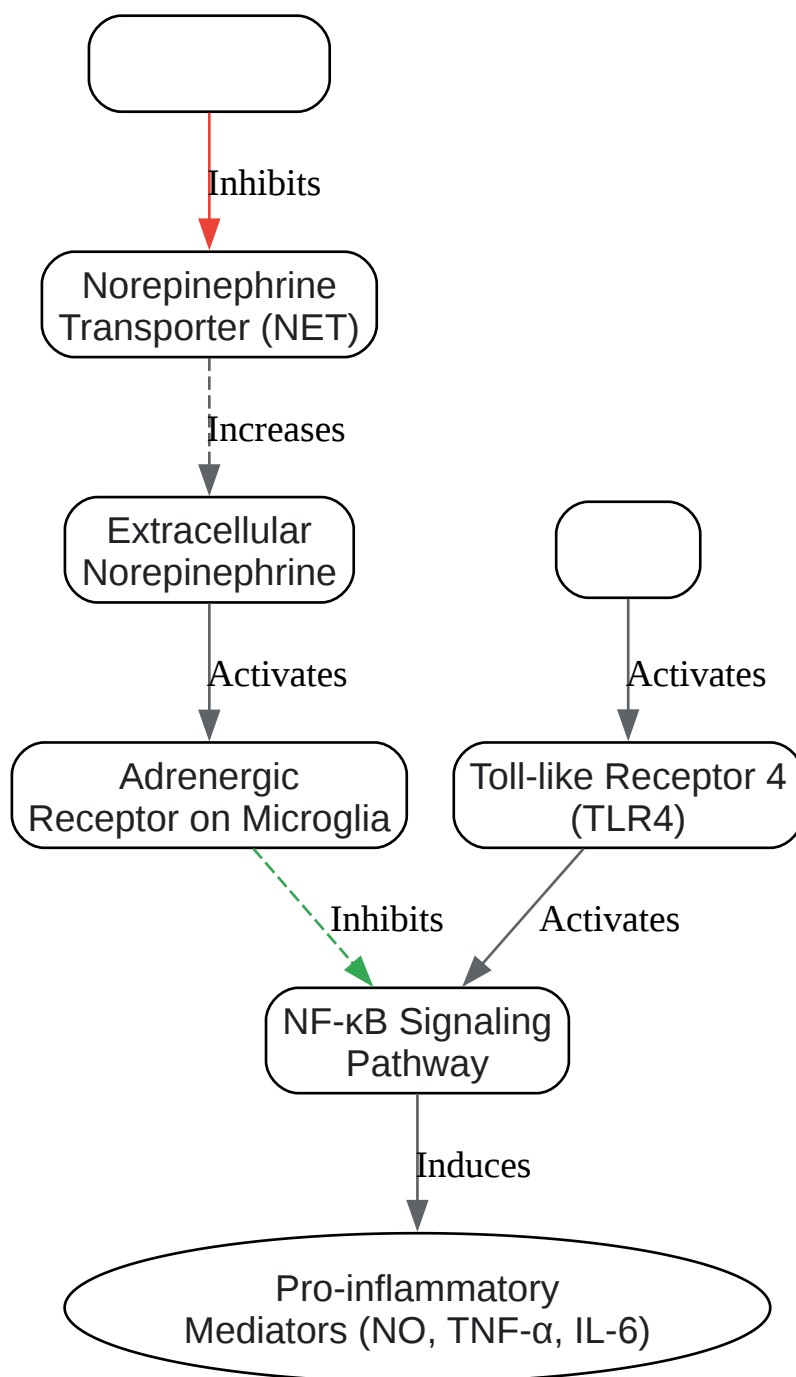 Inhibits
Norepinephrine
Transporter (NET)
Increases
Extracellular
Norepinephrine
Activates
Activates
Adrenergic
Receptor on Microglia
Toll-like Receptor 4
(TLR4)
Inhibits
Activates
NF-κB Signaling
Pathway
Induces
Pro-inflammatory
Mediators (NO, TNF-α, IL-6)